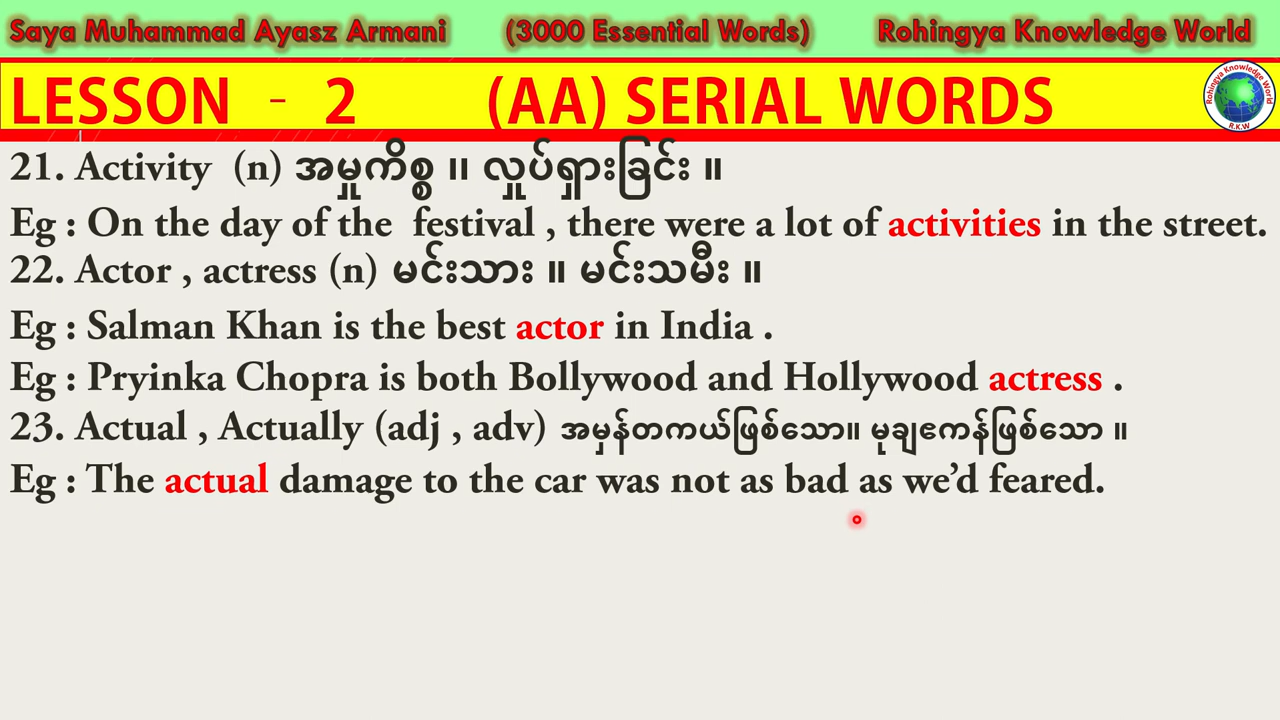 Saya Muhammad Ayasz Armani (3000 Essential Words) Rohingya Knowledge World
LESSON - 2 (AA) SERIAL WORDS
Rohingya Knowledge World
R.K.W
21. Activity (n) အမှုကိစ္စ ။ လှုပ်ရှားခြင်း ။
Eg : On the day of the festival , there were a lot of activities in the street.
22. Actor , actress (n) မင်းသား ။ မင်းသမီး ။
Eg : Salman Khan is the best actor in India .
Eg : Pryinka Chopra is both Bollywood and Hollywood actress .
23. Actual , Actually (adj , adv) အမှန်တကယ်ဖြစ်သော။ မုချဧကန်ဖြစ်သော ။
Eg : The actual damage to the car was not as bad as we’d feared.